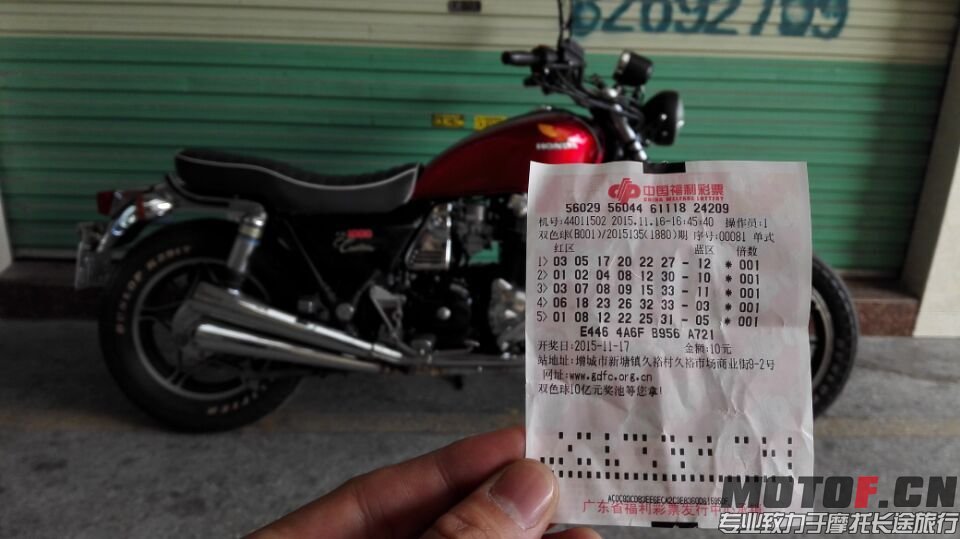 62692709
HONDA
Custom
DUNLOP
中国福利彩票
CHINA WELFARE LOTTERY
56029 56044 61118 24209
机号:44011502 2015.11.16-16:45:40 操作员:1
双色球(B001)/2015135(1880)期 序号:00081 单式
红区 蓝区 倍数
1> 03 05 17 20 22 27 - 12 * 001
2> 01 02 04 08 12 30 - 10 * 001
3> 03 07 08 09 15 33 - 11 * 001
4> 06 18 23 26 32 33 - 03 * 001
5> 01 08 12 22 25 31 - 05 * 001
E446 4A6F B956 A721
开奖日:2015-11-17 金额:10元
站地址:增城市新塘镇久裕村久裕市场商业街9-2号
网址:www.gdfc.org.cn
双色球10亿元奖池等您拿!
广东省福利彩票发行中心
MOTOF.CN
专业致力于摩托长途旅行